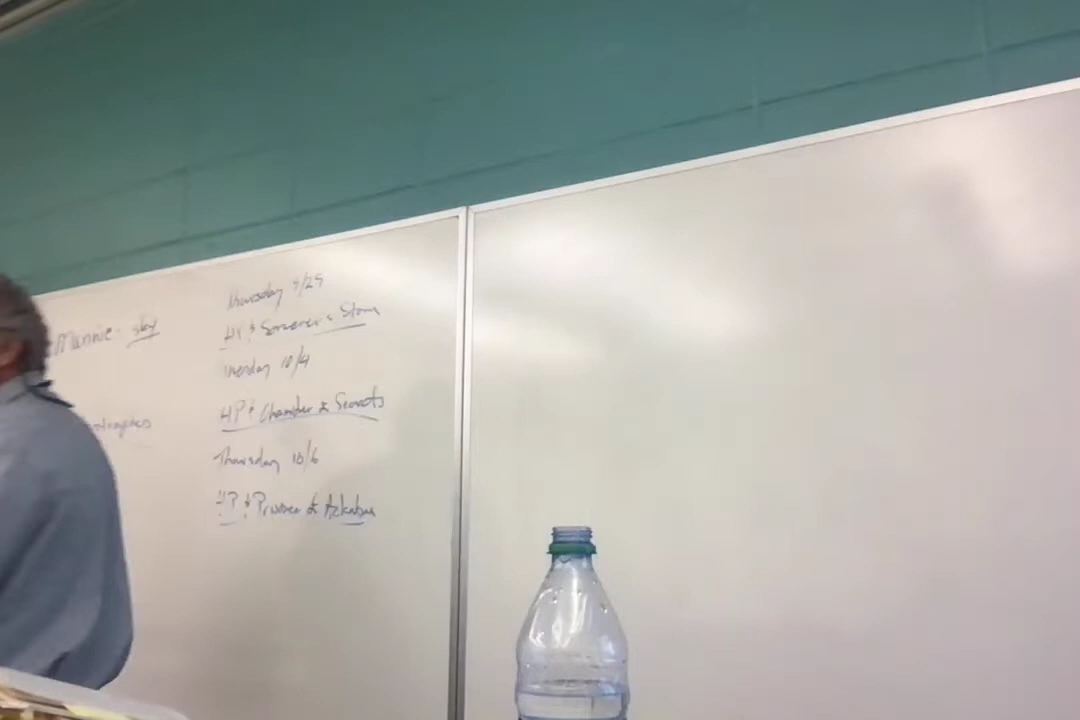 Minnie - 
Thursday 9/29
HP & Sorcerer's Stone
Tuesday 10/4
HP & Chamber of Secrets
Thursday 10/6
HP & Prisoner of Azkaban